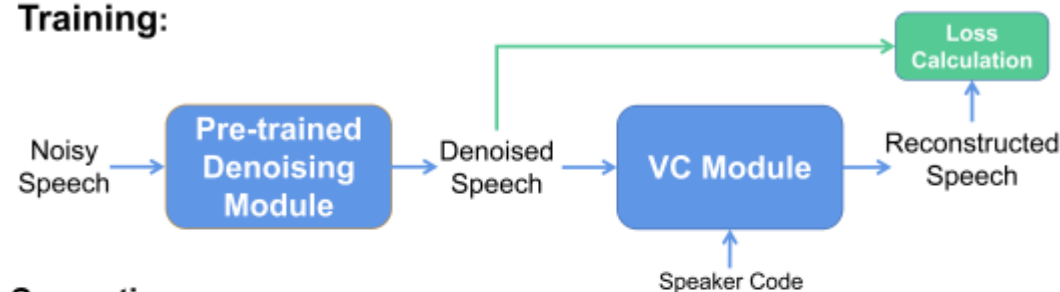 Training:
Loss
Calculation
Pre-trained
Denoising
Module
Noisy
Speech
Denoised
Speech
VC Module
Reconstructed
Speech
Speaker Code